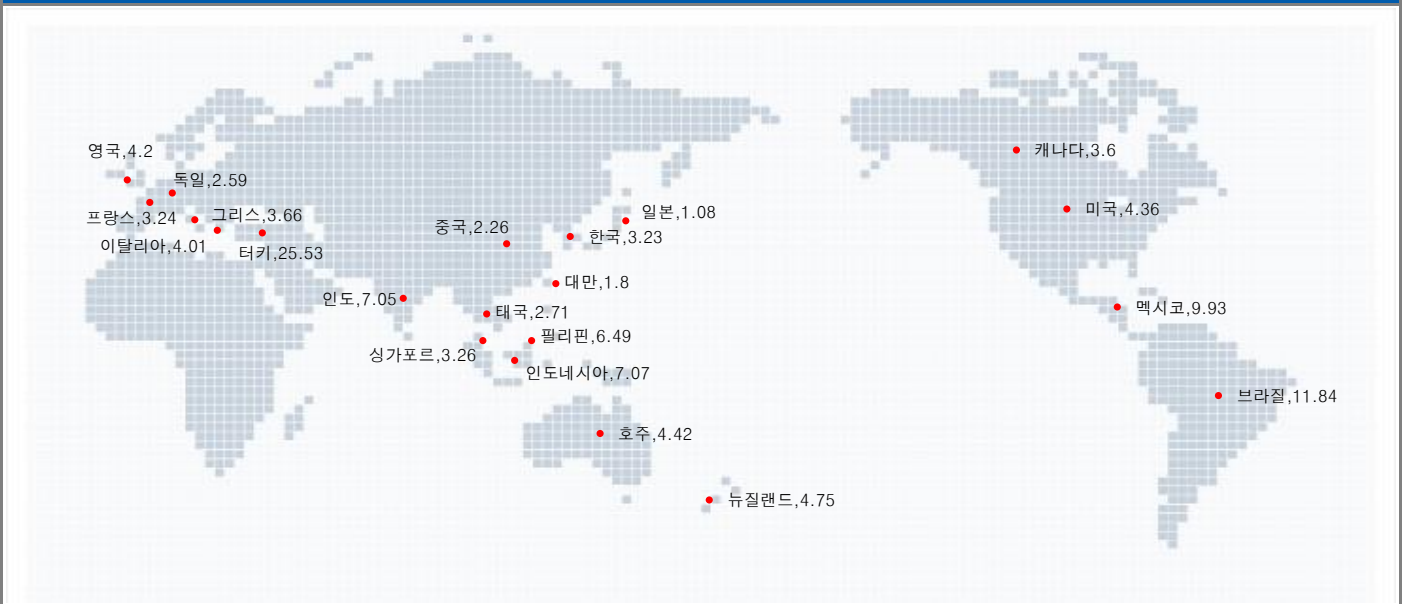 영국,4.2
캐나다,3.6
독일,2.59
프랑스,3.24
그리스,3.66
일본,1.08
미국,4.36
이탈리아,4.01
터키,25.53
중국,2.26
한국,3.23
대만,1.8
인도,7.05
태국,2.71
멕시코,9.93
싱가포르,3.26
필리핀,6.49
인도네시아,7.07
브라질,11.84
호주,4.42
뉴질랜드,4.75